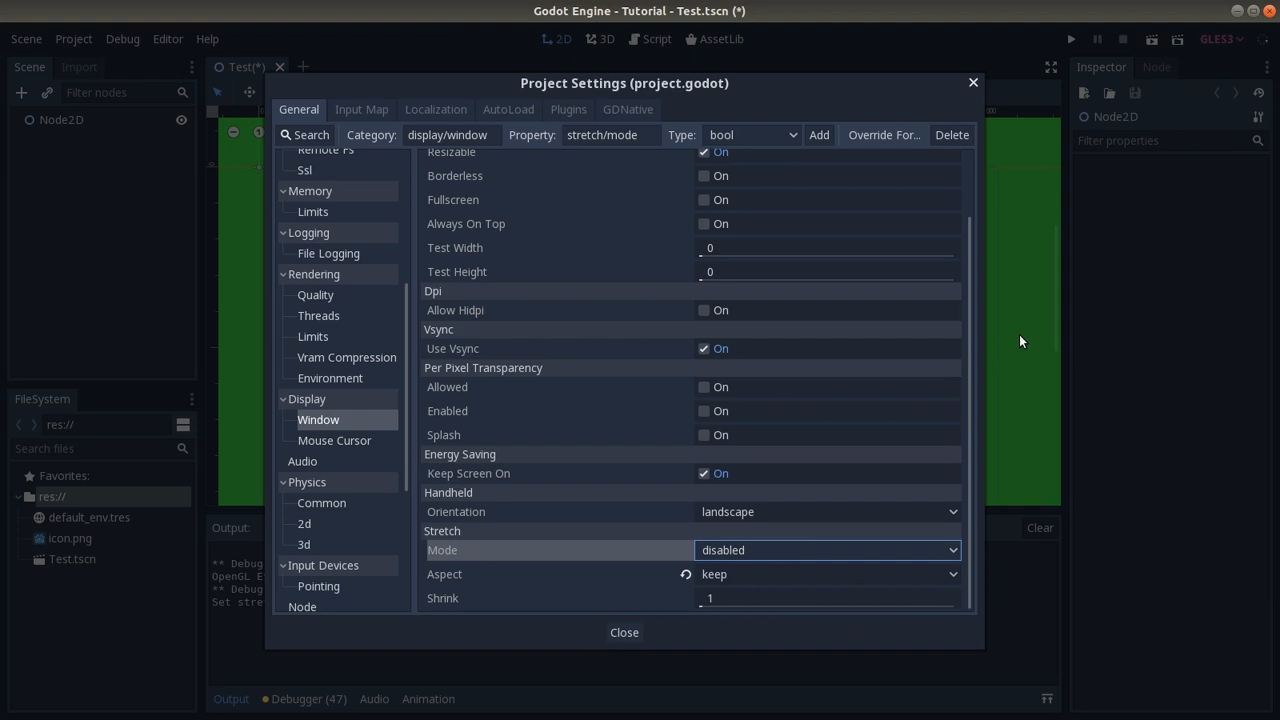 Godot Engine - Tutorial - Test.tscn (*)
Scene Project Debug Editor Help
2D 3D Script AssetLib
GLES3
Scene Import
Test(*)
Inspector Node
Filter nodes
Node2D
Project Settings (project.godot)
General Input Map Localization AutoLoad Plugins GDNative
Search Category: display/window Property: stretch/mode Type: bool Add Override For... Delete
Remote Fs
Ssl
Memory
Limits
Logging
File Logging
Rendering
Quality
Threads
Limits
Vram Compression
Environment
Display
Window
Mouse Cursor
Audio
Physics
Common
2d
3d
Input Devices
Pointing
Node
Resizable On
Borderless On
Fullscreen On
Always On Top On
Test Width 0
Test Height 0
Dpi
Allow Hidpi On
Vsync
Use Vsync On
Per Pixel Transparency
Allowed On
Enabled On
Splash On
Energy Saving
Keep Screen On On
Handheld
Orientation landscape
Stretch
Mode disabled
Aspect keep
Shrink 1
Close
Node2D
Filter properties
FileSystem
res://
Search files
Favorites:
res://
default_env.tres
icon.png
Test.tscn
Output:
Clear
** Debug
OpenGL E
** Debug
Set stre
Output Debugger (47) Audio Animation